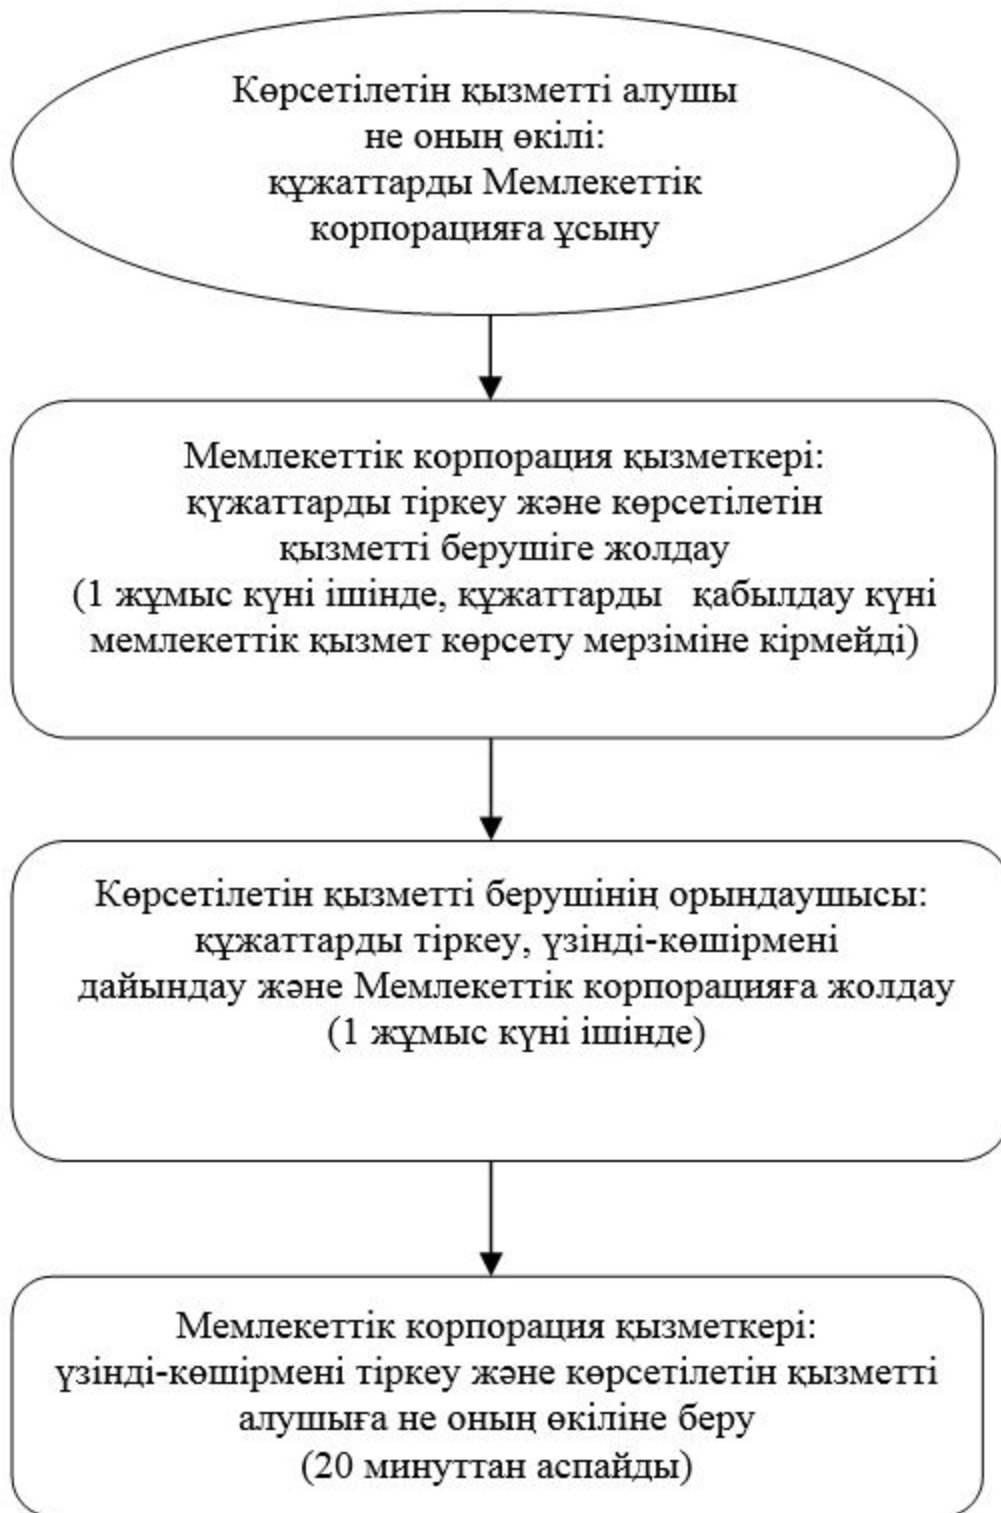 Көрсетілетін қызметті алушы
не оның өкілі:
құжаттарды Мемлекеттік
корпорацияға ұсыну
Мемлекеттік корпорация қызметкері:
құжаттарды тіркеу және көрсетілетін
қызметті берушіге жолдау
(1 жұмыс күні ішінде, құжаттарды қабылдау күні
мемлекеттік қызмет көрсету мерзіміне кірмейді)
Көрсетілетін қызметті берушінің орындаушысы:
құжаттарды тіркеу, үзінді-көшірмені
дайындау және Мемлекеттік корпорацияға жолдау
(1 жұмыс күні ішінде)
Мемлекеттік корпорация қызметкері:
үзінді-көшірмені тіркеу және көрсетілетін қызметті
алушыға не оның өкіліне беру
(20 минуттан аспайды)